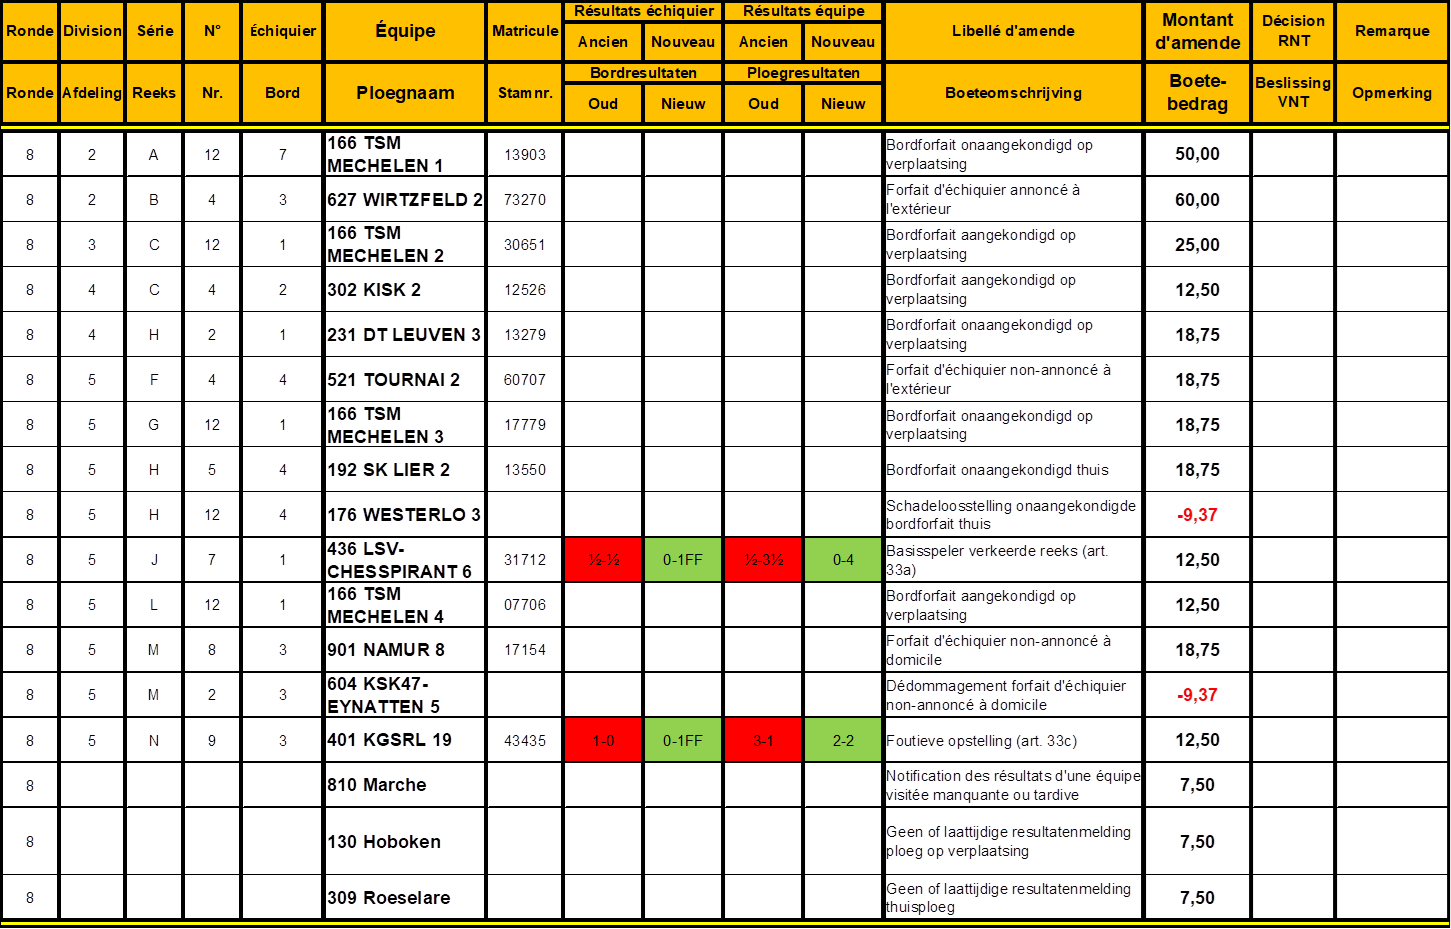 Ronde Division Série N° Échiquier Équipe Matricule Résultats échiquier Résultats équipe Libellé d'amende Montant d'amende Décision RNT Remarque
Ancien Nouveau Ancien Nouveau
Ronde Afdeling Reeks Nr. Bord Ploegnaam Stamnr. Bordresultaten Ploegresultaten Boeteomschrijving Boete-bedrag Beslissing VNT Opmerking
Oud Nieuw Oud Nieuw
8 2 A 12 7 166 TSM MECHELEN 1 13903 Bordforfait onaangekondigd op verplaatsing 50,00
8 2 B 4 3 627 WIRTZFELD 2 73270 Forfait d'échiquier annoncé à l'extérieur 60,00
8 3 C 12 1 166 TSM MECHELEN 2 30651 Bordforfait aangekondigd op verplaatsing 25,00
8 4 C 4 2 302 KISK 2 12526 Bordforfait aangekondigd op verplaatsing 12,50
8 4 H 2 1 231 DT LEUVEN 3 13279 Bordforfait onaangekondigd op verplaatsing 18,75
8 5 F 4 4 521 TOURNAI 2 60707 Forfait d'échiquier non-annoncé à l'extérieur 18,75
8 5 G 12 1 166 TSM MECHELEN 3 17779 Bordforfait onaangekondigd op verplaatsing 18,75
8 5 H 5 4 192 SK LIER 2 13550 Bordforfait onaangekondigd thuis 18,75
8 5 H 12 4 176 WESTERLO 3 Schadeloosstelling onaangekondigde bordforfait thuis -9,37
8 5 J 7 1 436 LSV-CHESSPIRANT 6 31712 ½-½ 0-1FF ½-3½ 0-4 Basisspeler verkeerde reeks (art. 33a) 12,50
8 5 L 12 1 166 TSM MECHELEN 4 07706 Bordforfait aangekondigd op verplaatsing 12,50
8 5 M 8 3 901 NAMUR 8 17154 Forfait d'échiquier non-annoncé à domicile 18,75
8 5 M 2 3 604 KSK47-EYNATTEN 5 Dédommagement forfait d'échiquier non-annoncé à domicile -9,37
8 5 N 9 3 401 KGSRL 19 43435 1-0 0-1FF 3-1 2-2 Foutieve opstelling (art. 33c) 12,50
8 810 Marche Notification des résultats d'une équipe visitée manquante ou tardive 7,50
8 130 Hoboken Geen of laattijdige resultatenmelding ploeg op verplaatsing 7,50
8 309 Roeselare Geen of laattijdige resultatenmelding thuisploeg 7,50